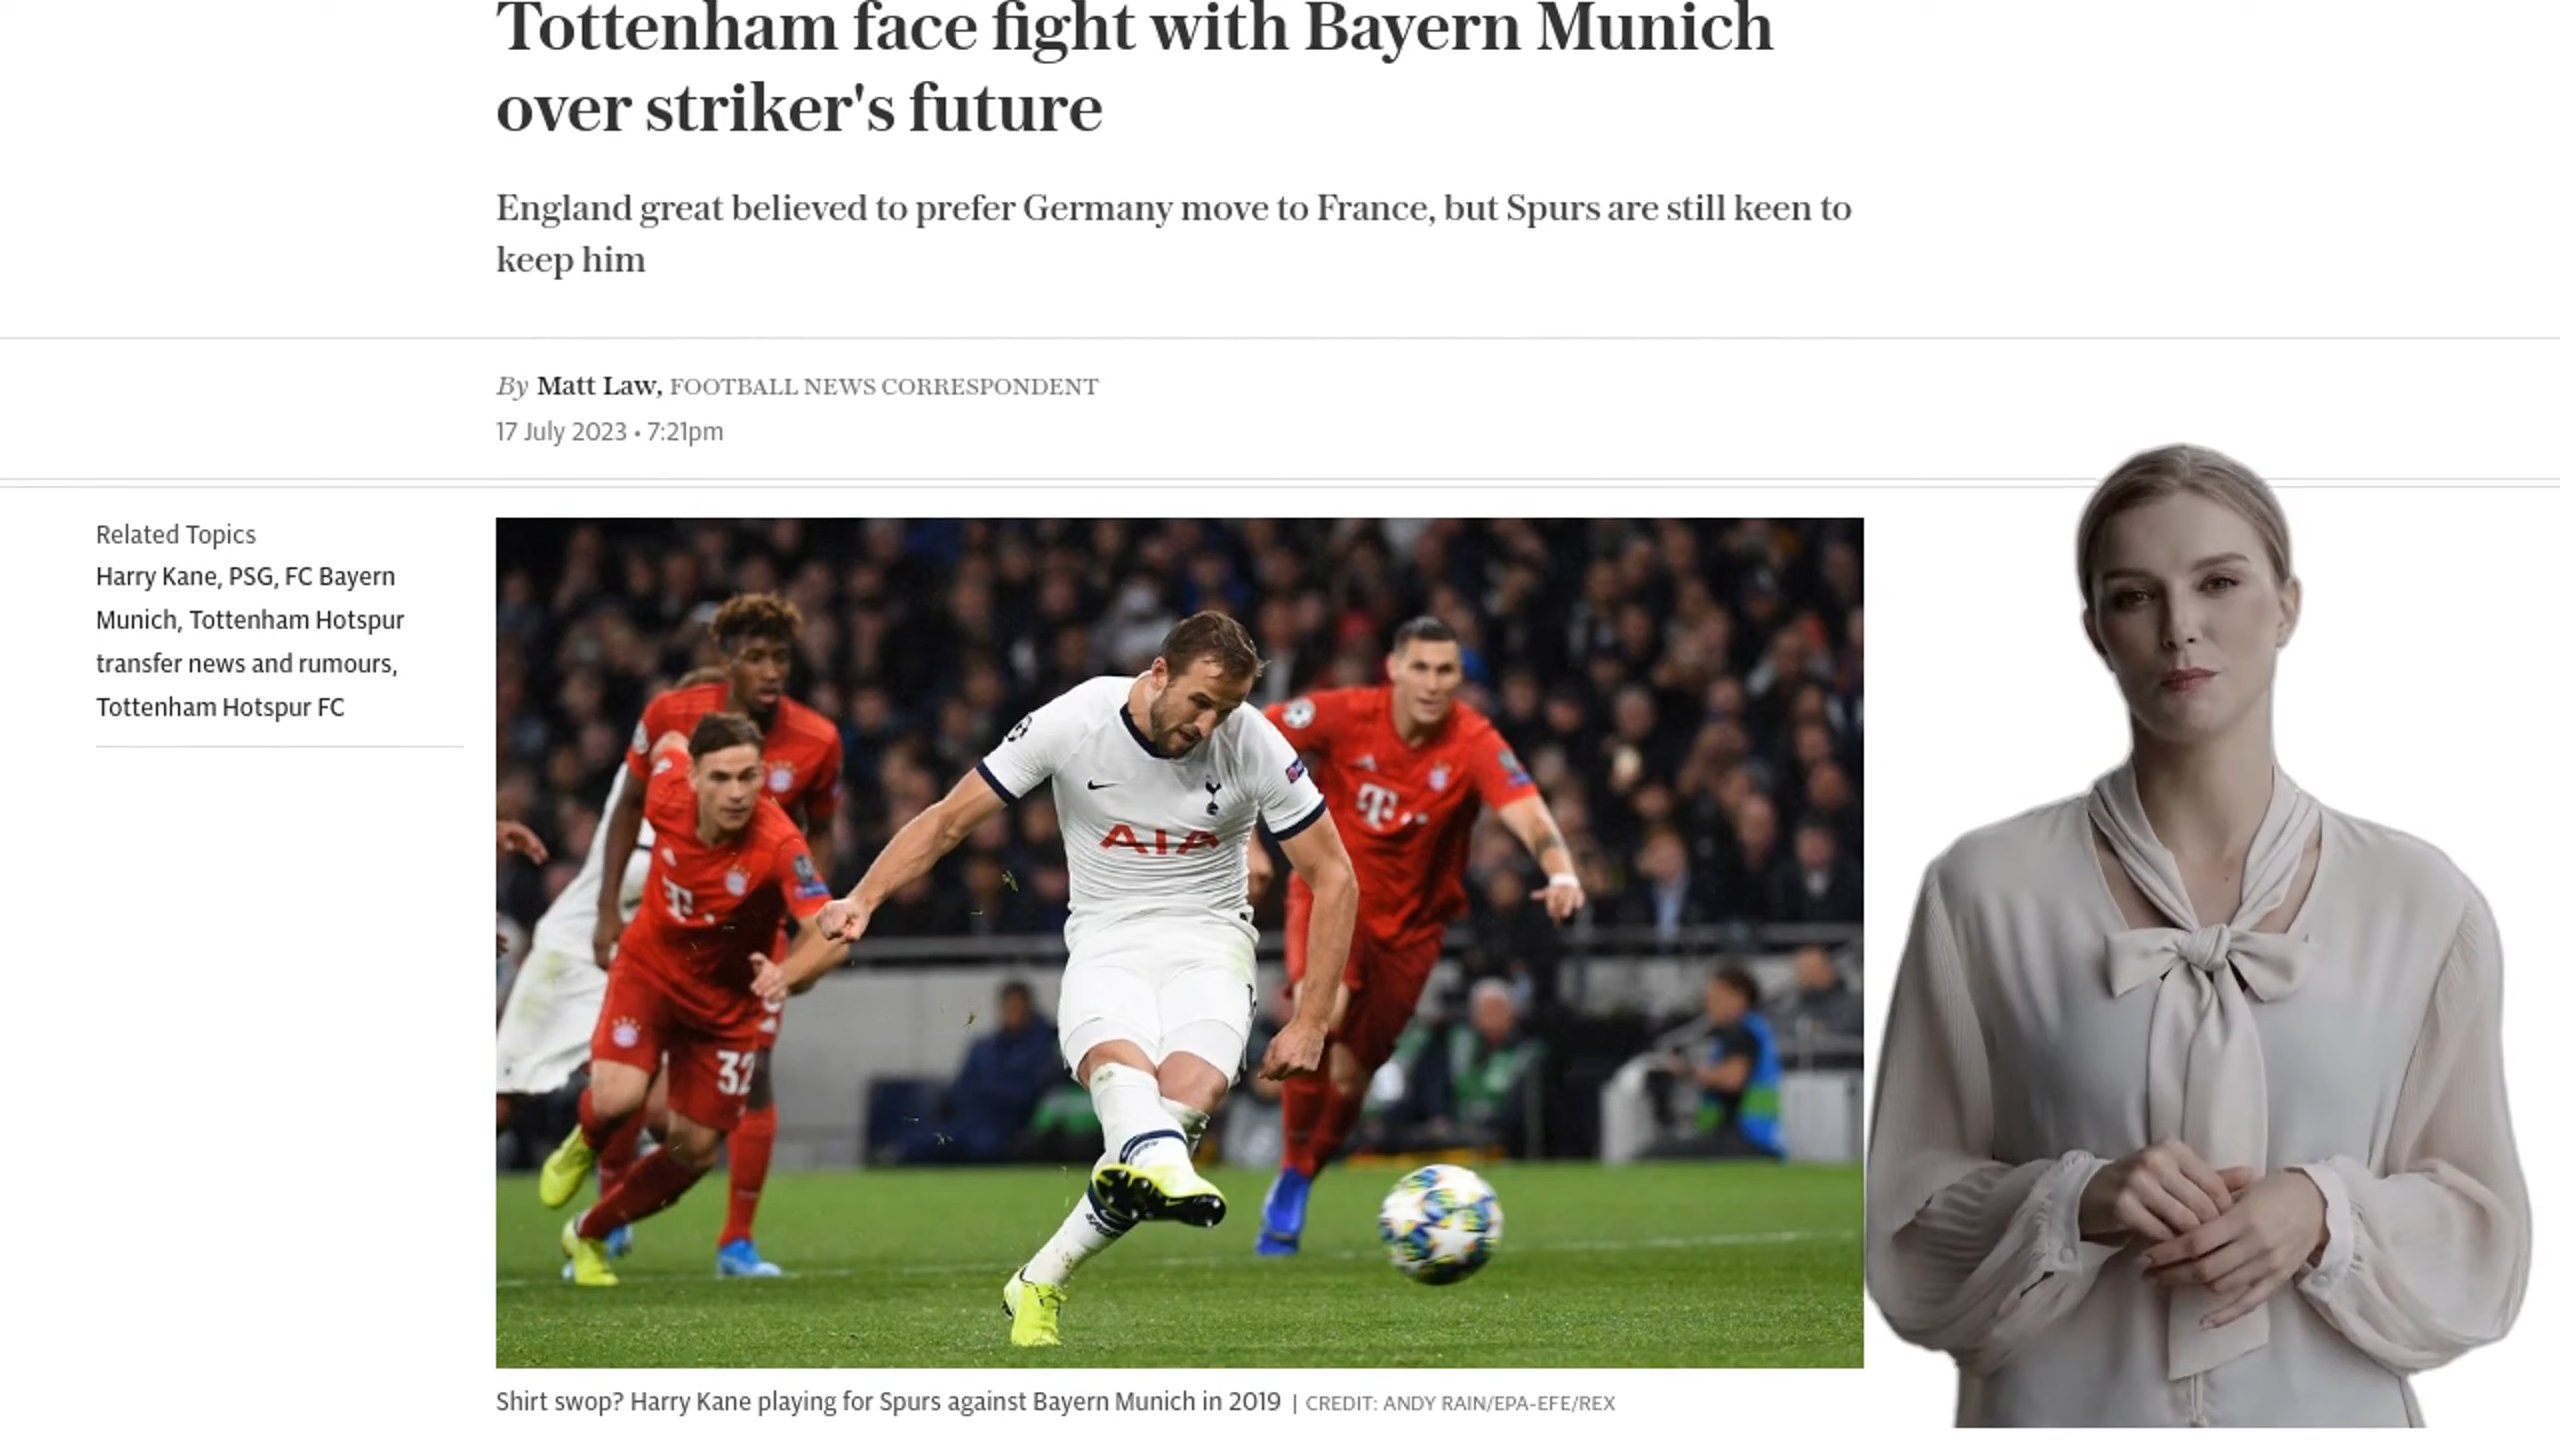 Tottenham face fight with Bayern Munich
over striker's future
England great believed to prefer Germany move to France, but Spurs are still keen to
keep him
By Matt Law, FOOTBALL NEWS CORRESPONDENT
17 July 2023 • 7:21pm
Related Topics
Harry Kane, PSG, FC Bayern
Munich, Tottenham Hotspur
transfer news and rumours,
Tottenham Hotspur FC
AIA
T
T
32
Shirt swop? Harry Kane playing for Spurs against Bayern Munich in 2019 | CREDIT: ANDY RAIN/EPA-EFE/REX